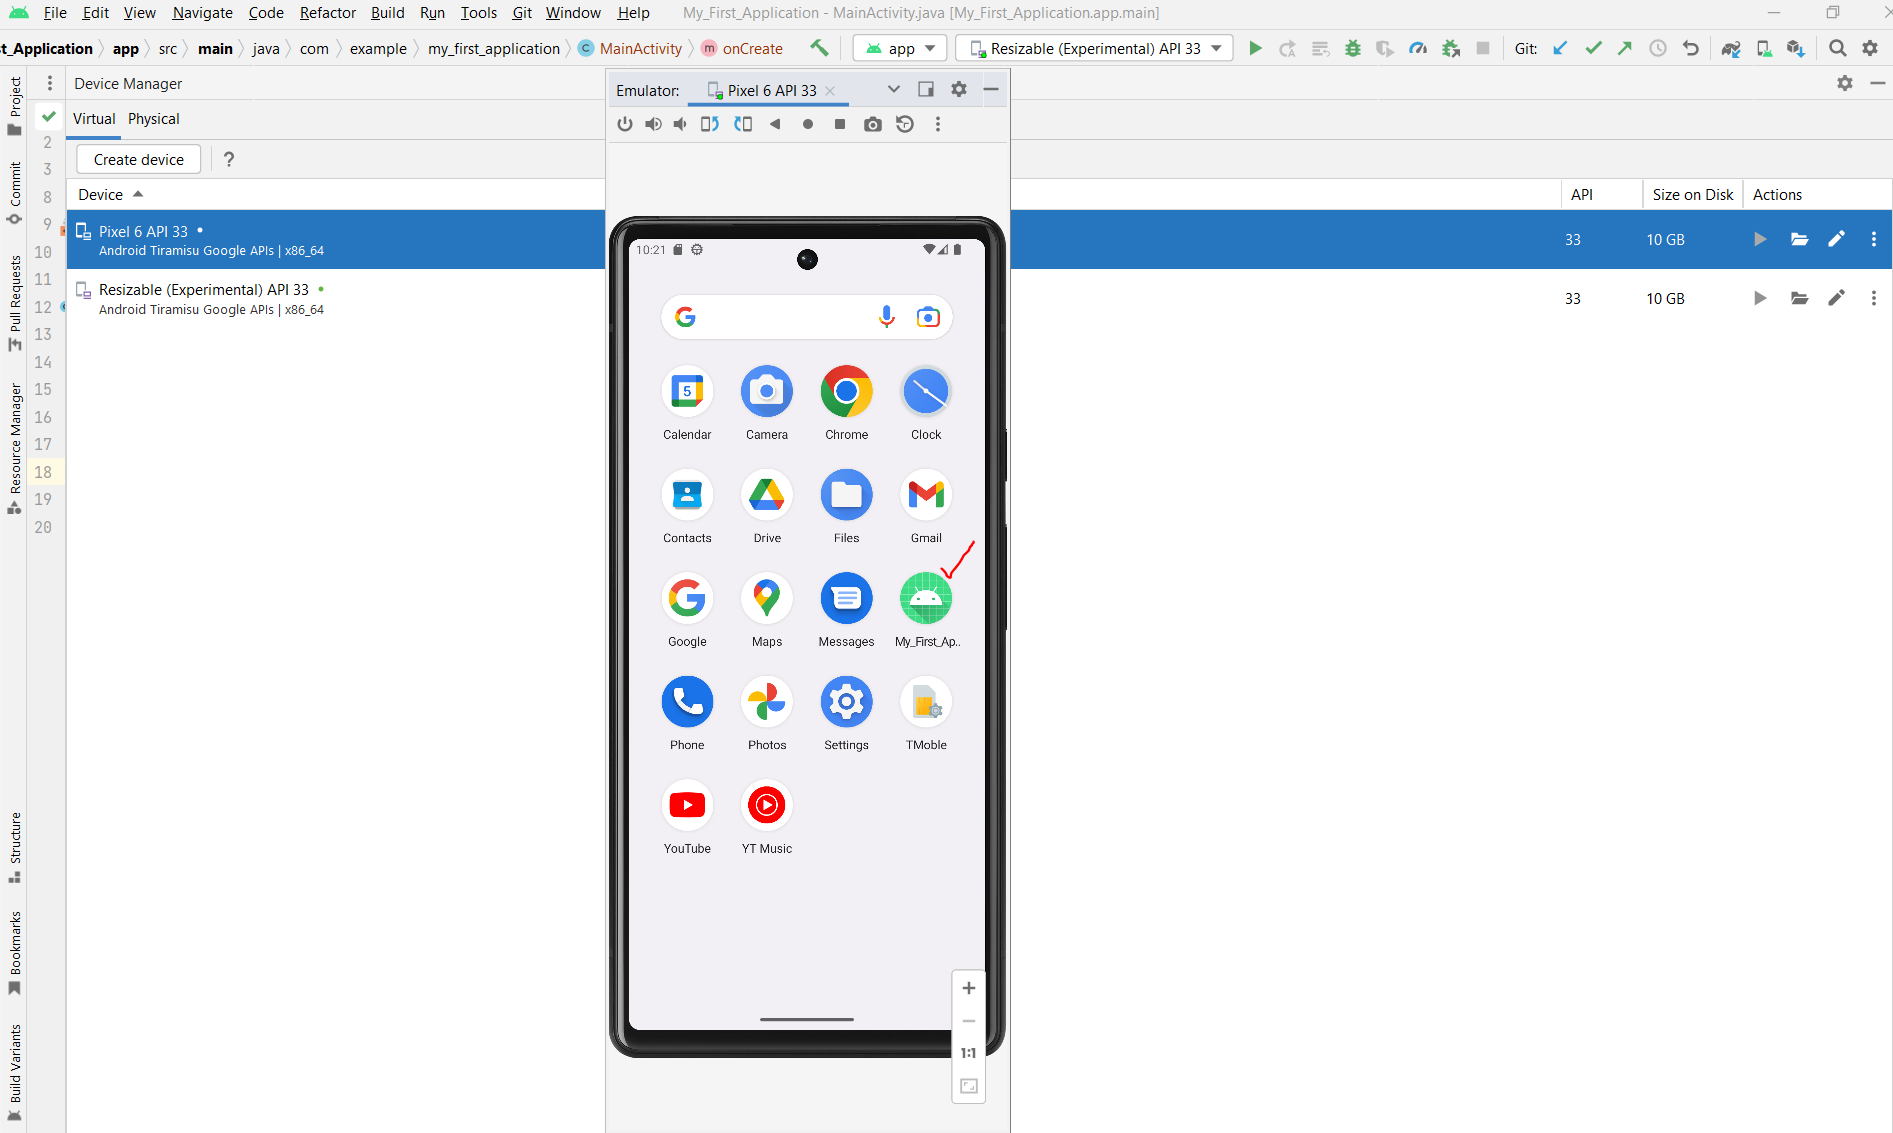 File Edit View Navigate Code Refactor Build Run Tools Git Window Help My_First_Application - MainActivity.java [My_First_Application.app.main]
t_Application app src main java com example my_first_application C MainActivity m onCreate app Resizable (Experimental) API 33 Git:
Project
Commit
Pull Requests
Resource Manager
Structure
Bookmarks
Build Variants
Device Manager
Virtual Physical
Create device ?
Device API Size on Disk Actions
Pixel 6 API 33 33 10 GB
Android Tiramisu Google APIs | x86_64
Resizable (Experimental) API 33 33 10 GB
Android Tiramisu Google APIs | x86_64
2
3
8
9
10
11
12
13
14
15
16
17
18
19
20
Emulator: Pixel 6 API 33
10:21
G
5
Calendar Camera Chrome Clock
Contacts Drive Files Gmail
Google Maps Messages My_First_Ap..
Phone Photos Settings TMoble
YouTube YT Music
1:1